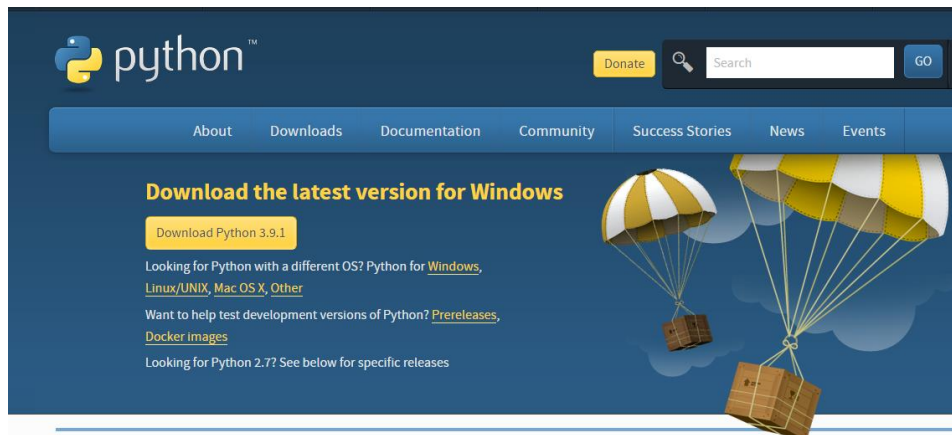 python™
Donate
Search
GO
About Downloads Documentation Community Success Stories News Events
Download the latest version for Windows
Download Python 3.9.1
Looking for Python with a different OS? Python for Windows,
Linux/UNIX, Mac OS X, Other
Want to help test development versions of Python? Prereleases,
Docker images
Looking for Python 2.7? See below for specific releases